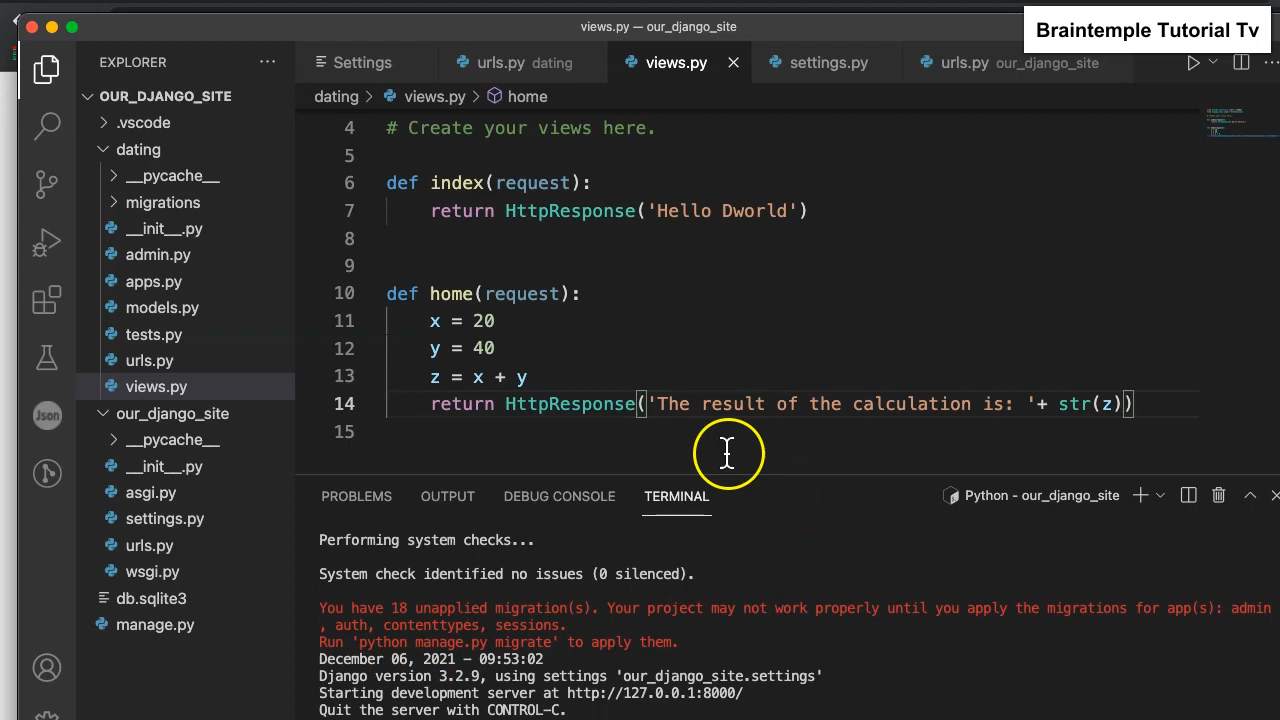 views.py — our_django_site
Braintemple Tutorial Tv
EXPLORER
Settings
urls.py dating
views.py
settings.py
urls.py our_django_site
OUR_DJANGO_SITE
dating > views.py > home
.vscode
dating
__pycache__
migrations
__init__.py
admin.py
apps.py
models.py
tests.py
urls.py
views.py
our_django_site
__pycache__
__init__.py
asgi.py
settings.py
urls.py
wsgi.py
db.sqlite3
manage.py
Json
4 # Create your views here.
5
6 def index(request):
7 return HttpResponse('Hello Dworld')
8
9
10 def home(request):
11 x = 20
12 y = 40
13 z = x + y
14 return HttpResponse('The result of the calculation is: '+ str(z))
15
PROBLEMS OUTPUT DEBUG CONSOLE TERMINAL
Python - our_django_site
Performing system checks...
System check identified no issues (0 silenced).
You have 18 unapplied migration(s). Your project may not work properly until you apply the migrations for app(s): admin
, auth, contenttypes, sessions.
Run 'python manage.py migrate' to apply them.
December 06, 2021 - 09:53:02
Django version 3.2.9, using settings 'our_django_site.settings'
Starting development server at http://127.0.0.1:8000/
Quit the server with CONTROL-C.